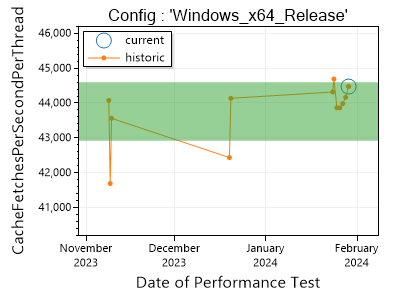 Config : 'Windows_x64_Release'
CacheFetchesPerSecondPerThread
46,000
45,000
44,000
43,000
42,000
41,000
current
historic
November
2023
December
2023
January
2024
February
2024
Date of Performance Test